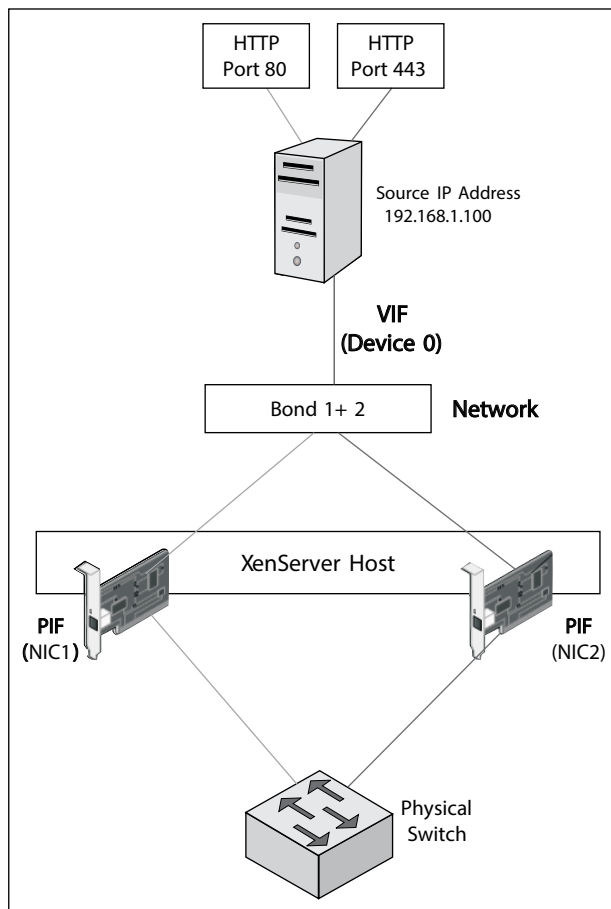 HTTP
Port 80
HTTP
Port 443
Source IP Address
192.168.1.100
VIF
(Device 0)
Bond 1+ 2
Network
XenServer Host
PIF
(NIC1)
PIF
(NIC2)
Physical
Switch